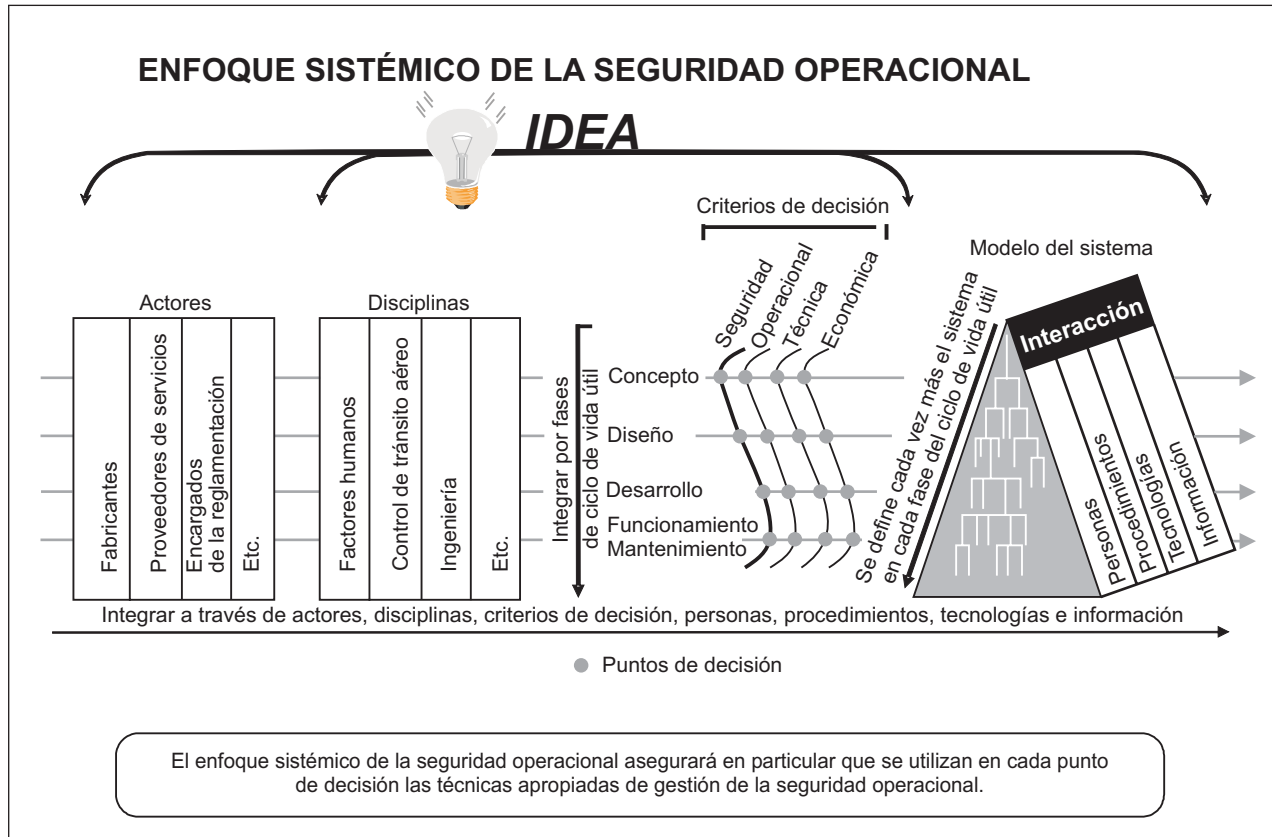 ENFOQUE SISTÉMICO DE LA SEGURIDAD OPERACIONAL
IDEA
Actores
Fabricantes
Proveedores de servicios
Encargados
de la reglamentación
Etc.
Disciplinas
Factores humanos
Control de tránsito aéreo
Ingeniería
Etc.
Integrar por fases
de ciclo de vida útil
Criterios de decisión
Seguridad
Operacional
Técnica
Económica
Concepto
Diseño
Desarrollo
Funcionamiento
Mantenimiento
Modelo del sistema
Se define cada vez más el sistema
en cada fase del ciclo de vida útil
Interacción
Personas
Procedimientos
Tecnologías
Información
Integrar a través de actores, disciplinas, criterios de decisión, personas, procedimientos, tecnologías e información
Puntos de decisión
El enfoque sistémico de la seguridad operacional asegurará en particular que se utilizan en cada punto
de decisión las técnicas apropiadas de gestión de la seguridad operacional.